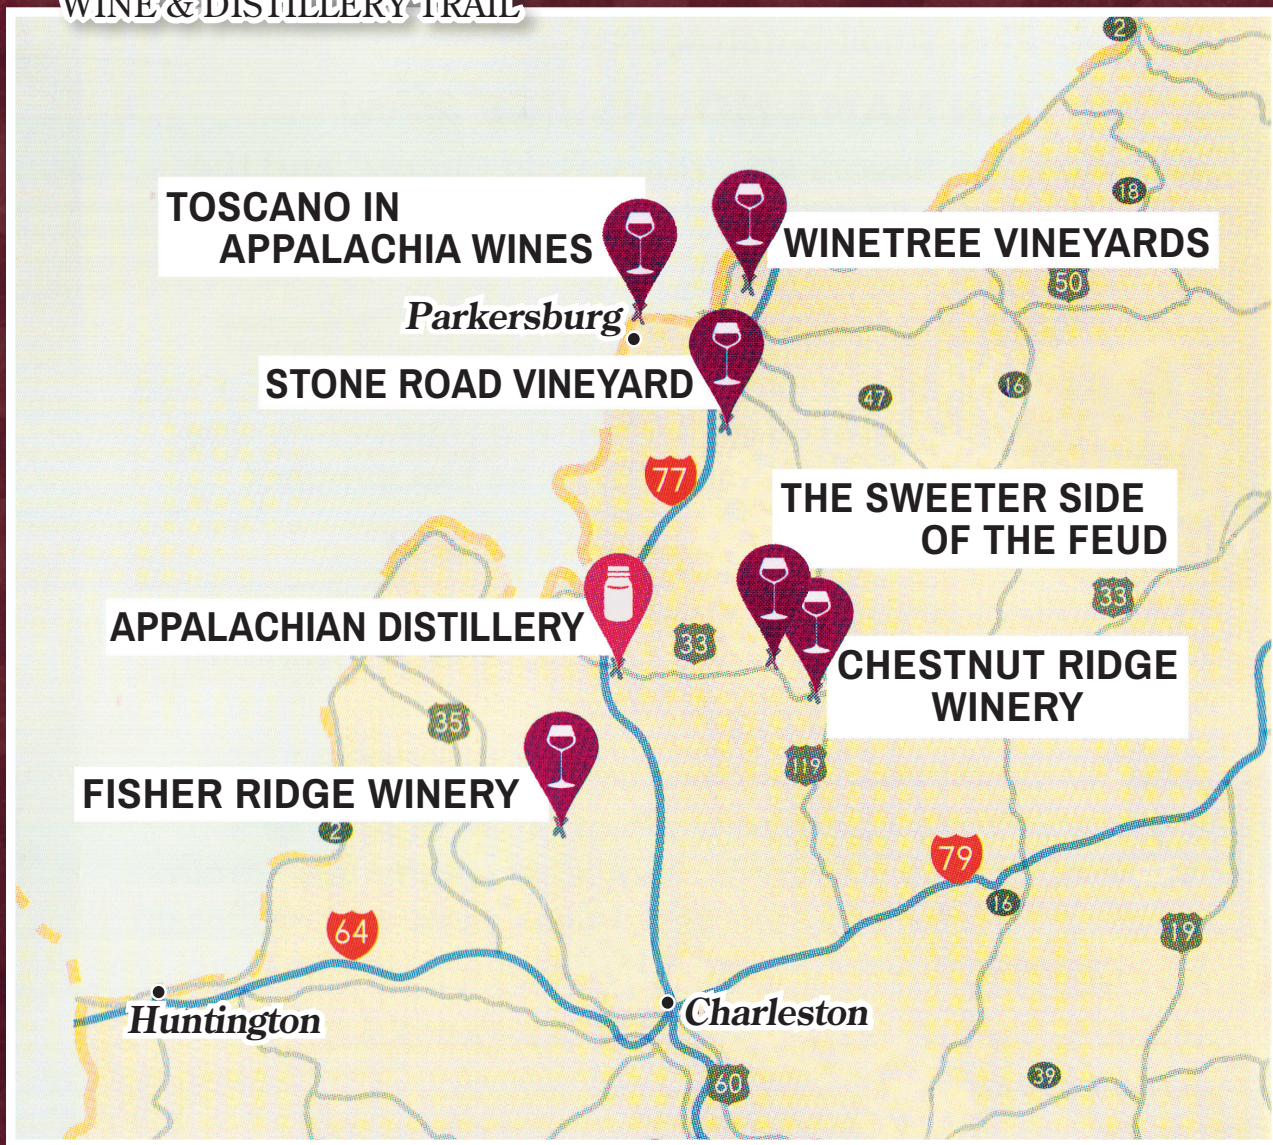 WINE & DISTILLERY TRAIL
2
18
TOSCANO IN
APPALACHIA WINES
WINETREE VINEYARDS
50
Parkersburg
STONE ROAD VINEYARD
47
16
77
THE SWEETER SIDE
OF THE FEUD
33
APPALACHIAN DISTILLERY
33
CHESTNUT RIDGE
WINERY
35
119
FISHER RIDGE WINERY
2
79
16
64
19
Huntington
Charleston
60
39